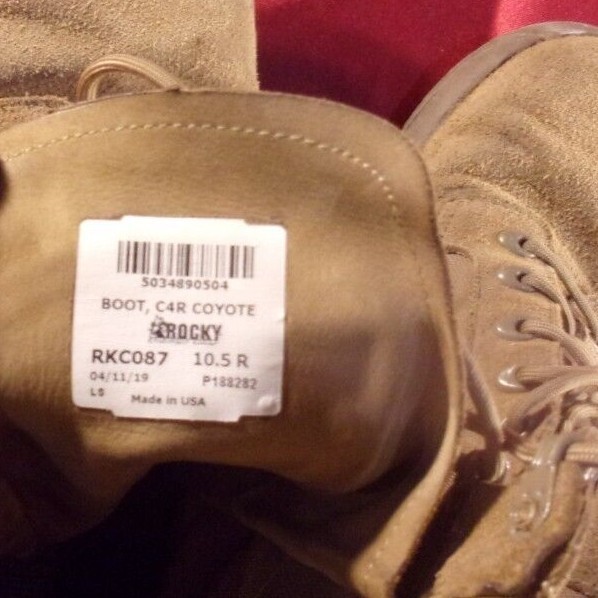 5034890504
BOOT, C4R COYOTE
ROCKY
RKC087 10.5 R
04/11/19 P188282
LS Made in USA